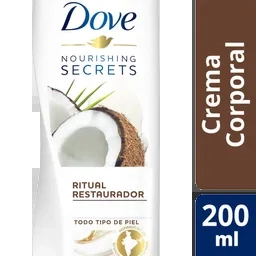 Dove
NOURISHING
SECRETS
RITUAL
RESTAURADOR
TODO TIPO DE PIEL
Crema
Corporal
200
ml